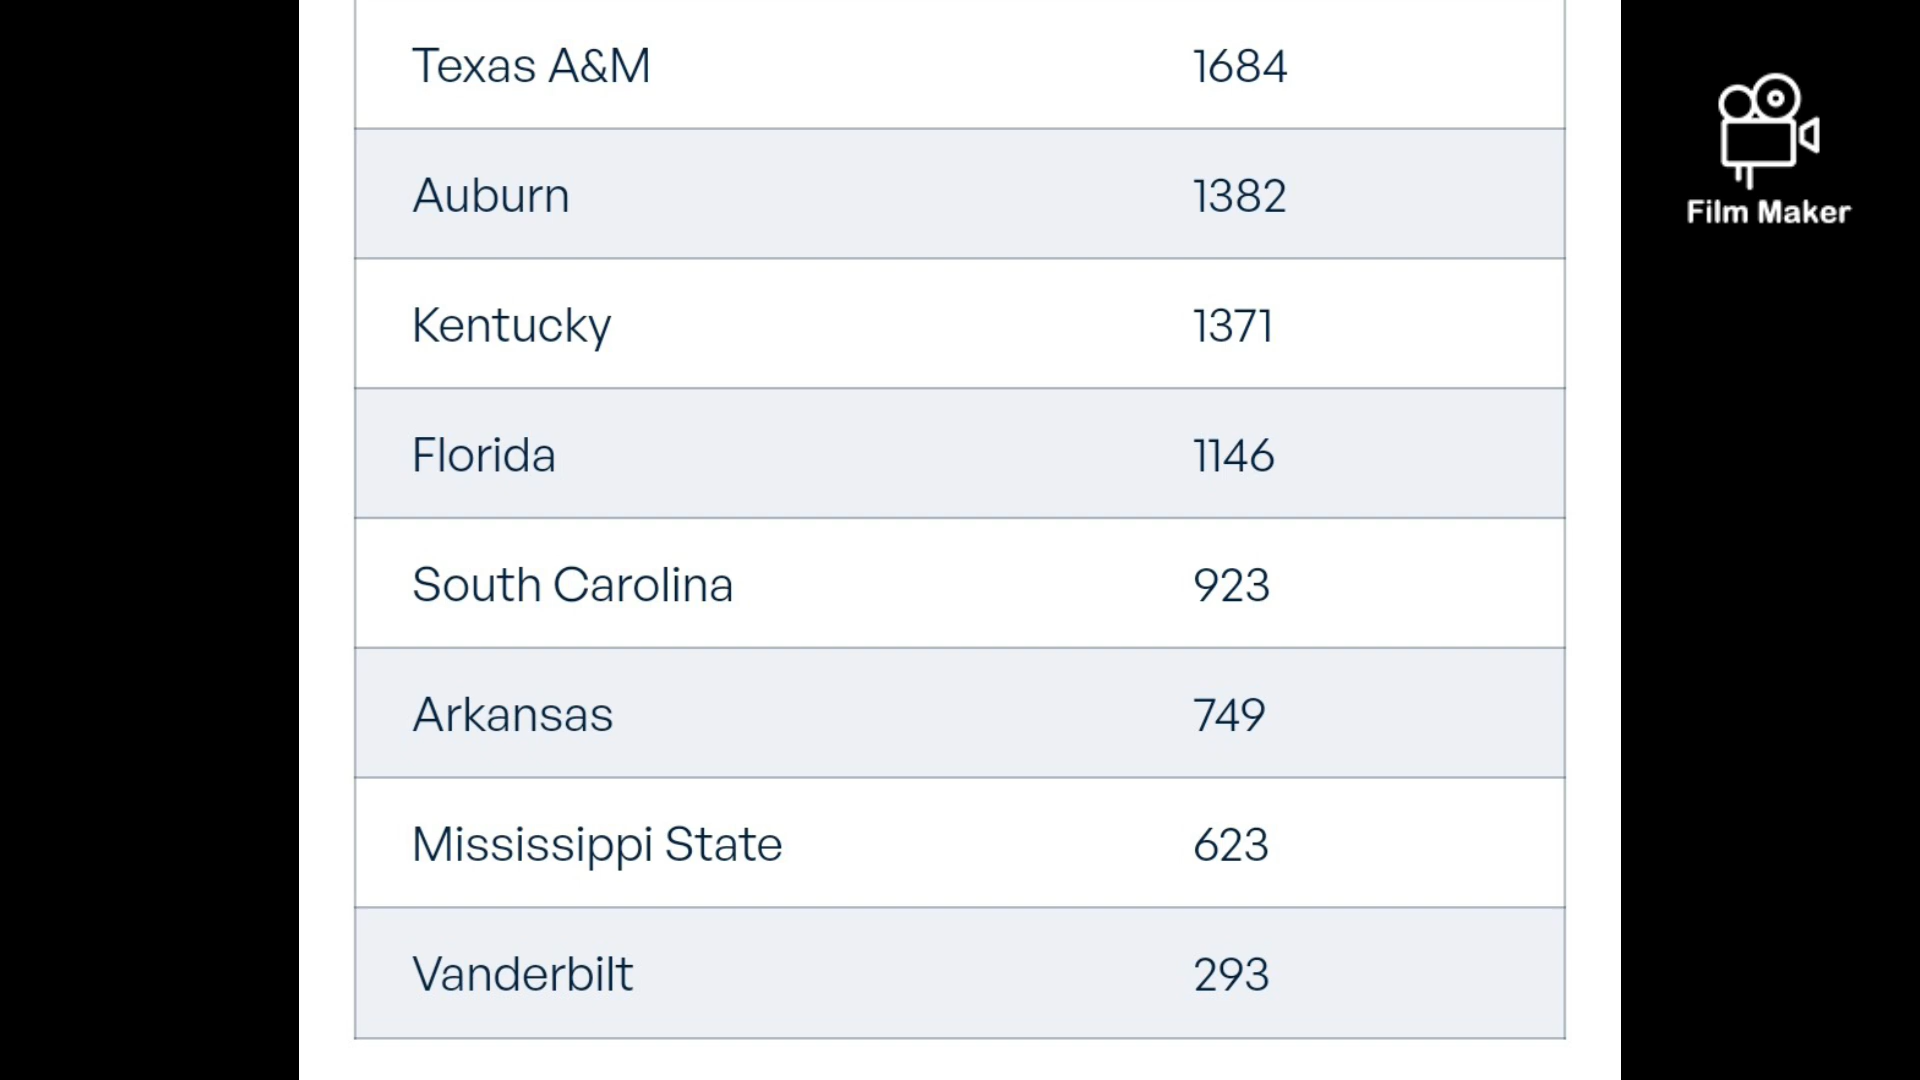 Texas A&M 1684
Auburn 1382
Kentucky 1371
Florida 1146
South Carolina 923
Arkansas 749
Mississippi State 623
Vanderbilt 293
Film Maker